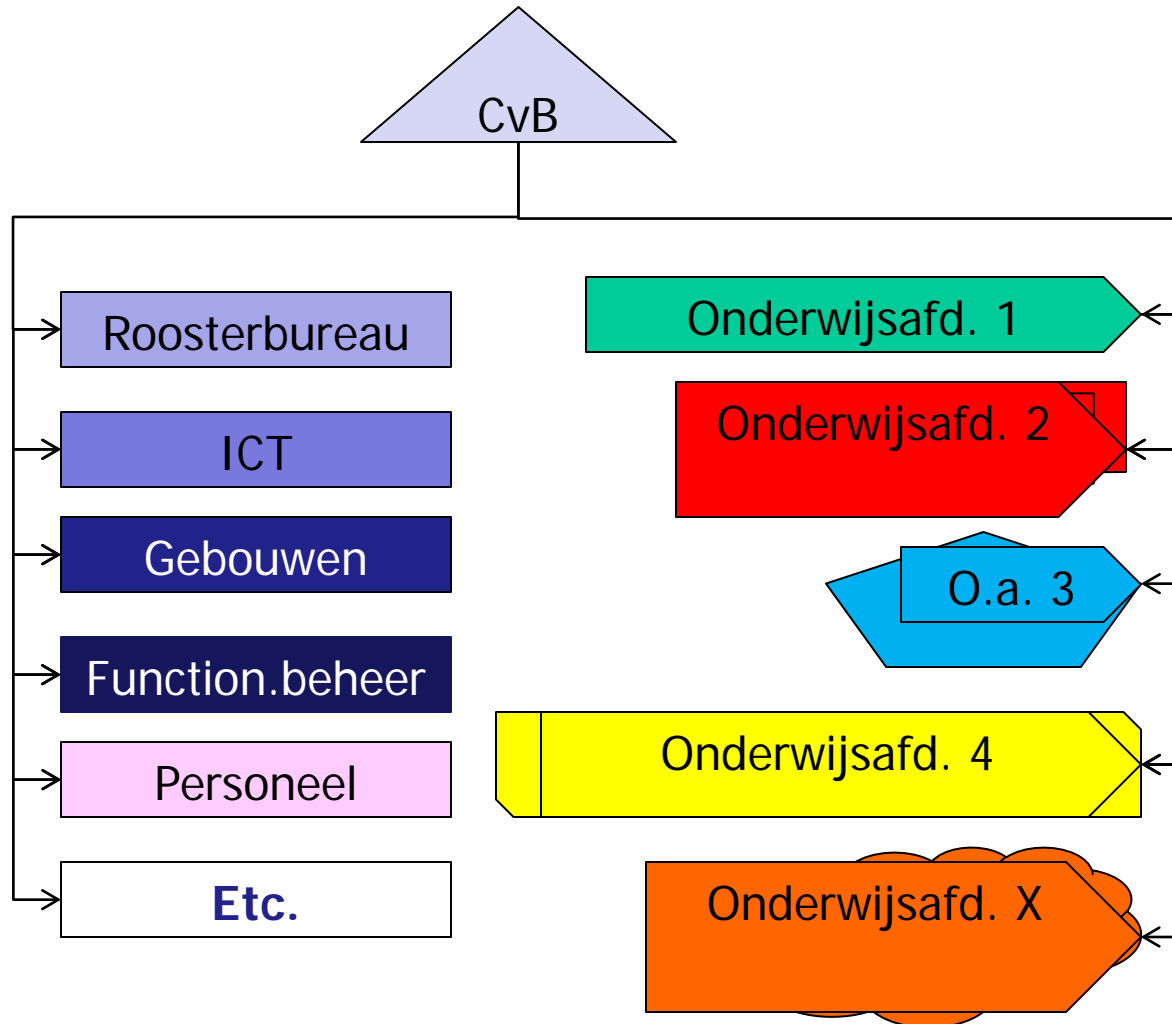 CvB
Roosterbureau
ICT
Gebouwen
Function.beheer
Personeel
Etc.
Onderwijsafd. 1
Onderwijsafd. 2
O.a. 3
Onderwijsafd. 4
Onderwijsafd. X